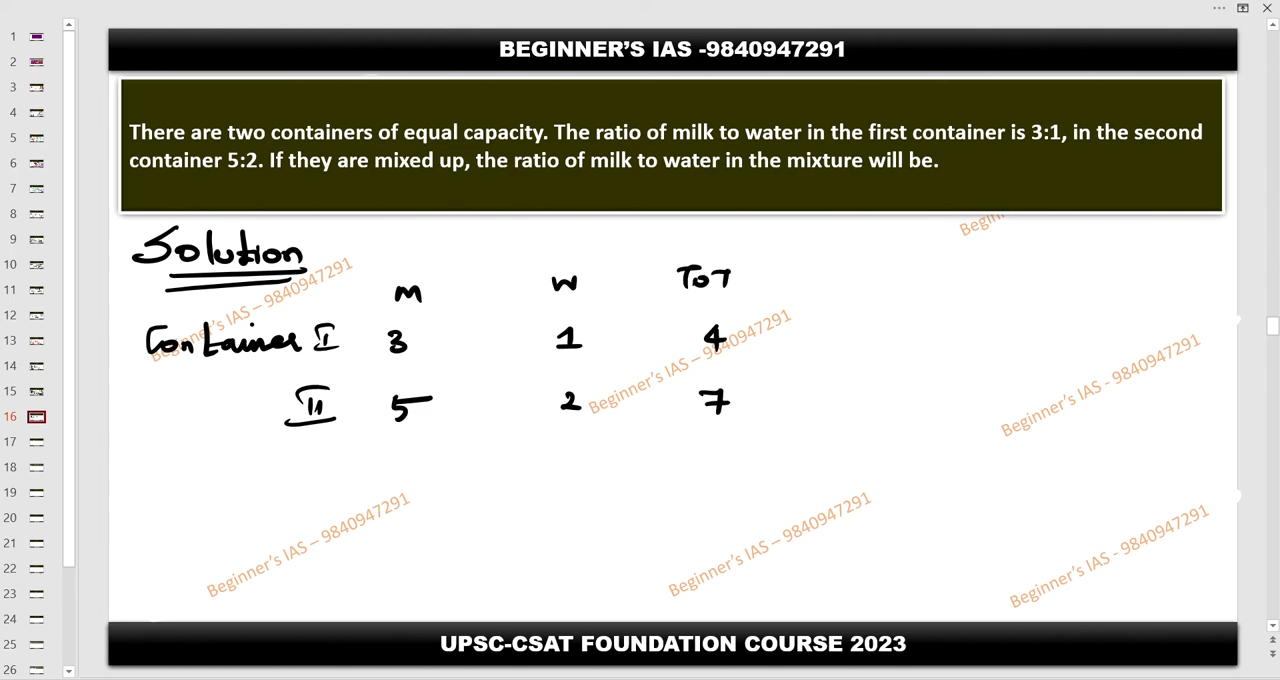 BEGINNER'S IAS -9840947291
There are two containers of equal capacity. The ratio of milk to water in the first container is 3:1, in the second
container 5:2. If they are mixed up, the ratio of milk to water in the mixture will be.
Beginner's IAS – 9840947291
Solution
M W TOT
Container I 3 1 4
II 5 2 7
Beginner's IAS – 9840947291
Beginner's IAS – 9840947291
Beginner's IAS - 9840947291
Beginner's IAS – 9840947291
Beginner's IAS – 9840947291
Beginner's IAS - 9840947291
UPSC-CSAT FOUNDATION COURSE 2023
1
2
3
4
5
6
7
8
9
10
11
12
13
14
15
16
17
18
19
20
21
22
23
24
25
26